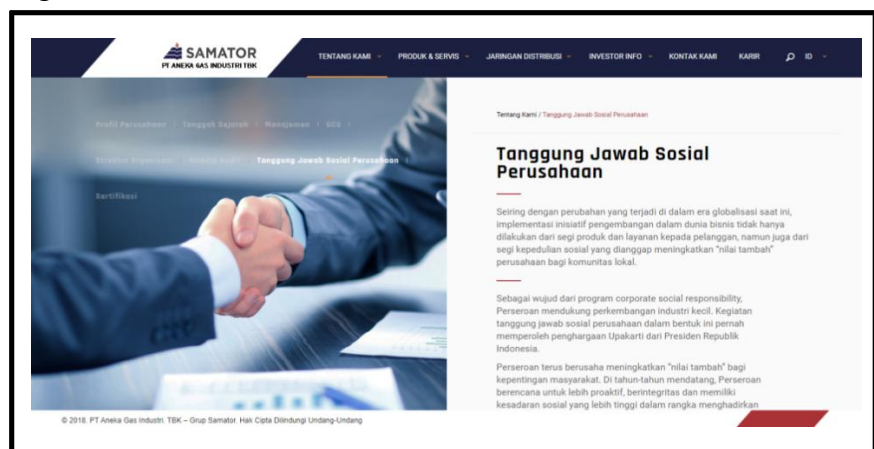 SAMATOR
PT ANEKA GAS INDUSTRI TBK
TENTANG KAMI PRODUK & SERVIS JARINGAN DISTRIBUSI INVESTOR INFO KONTAK KAMI KARIR ID
Profil Perusahaan | Tonggak Sejarah | Manajemen | GCG |
Struktur Organisasi | Komite Audit | Tanggung Jawab Sosial Perusahaan |
Sertifikasi
Tentang Kami / Tanggung Jawab Sosial Perusahaan
Tanggung Jawab Sosial
Perusahaan
Seiring dengan perubahan yang terjadi di dalam era globalisasi saat ini,
implementasi inisiatif pengembangan dalam dunia bisnis tidak hanya
dilakukan dari segi produk dan layanan kepada pelanggan, namun juga dari
segi kepedulian sosial yang dianggap meningkatkan "nilai tambah"
perusahaan bagi komunitas lokal.
Sebagai wujud dari program corporate social responsibility,
Perseroan mendukung perkembangan industri kecil. Kegiatan
tanggung jawab sosial perusahaan dalam bentuk ini pernah
memperoleh penghargaan Upakarti dari Presiden Republik
Indonesia.
Perseroan terus berusaha meningkatkan "nilai tambah" bagi
kepentingan masyarakat. Di tahun-tahun mendatang, Perseroan
berencana untuk lebih proaktif, berintegritas dan memiliki
kesadaran sosial yang lebih tinggi dalam rangka menghadirkan
© 2018. PT Aneka Gas Industri. TBK – Grup Samator. Hak Cipta Dilindungi Undang-Undang